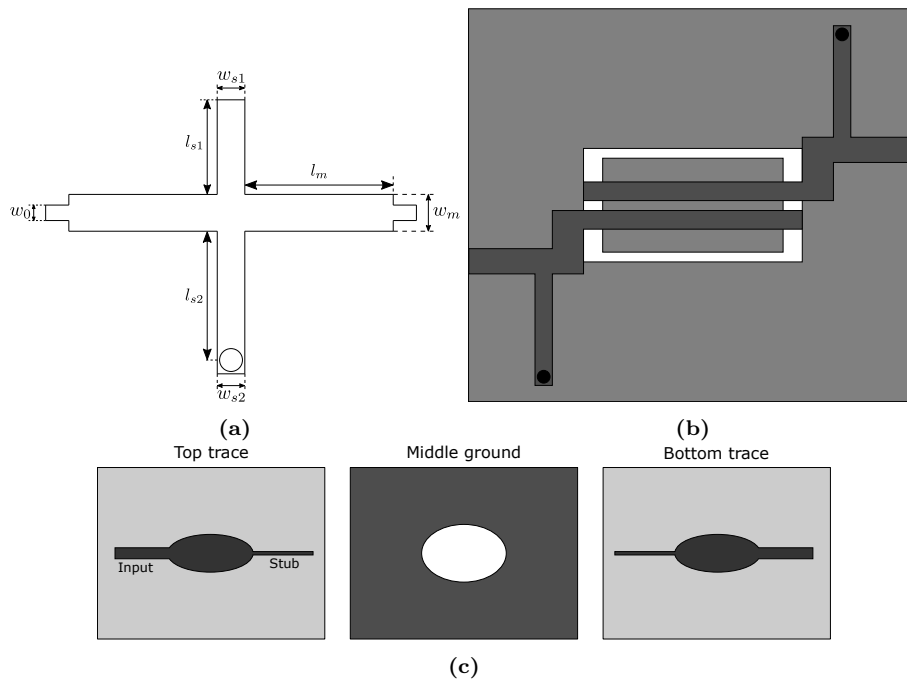 w_{s1}
l_{s1}
l_m
w_0
w_m
l_{s2}
w_{s2}
(a)
(b)
Top trace
Middle ground
Bottom trace
Input
Stub
(c)